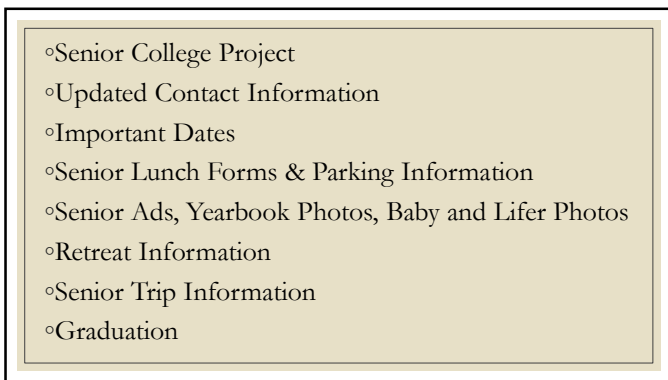 ◦Senior College Project
◦Updated Contact Information
◦Important Dates
◦Senior Lunch Forms & Parking Information
◦Senior Ads, Yearbook Photos, Baby and Lifer Photos
◦Retreat Information
◦Senior Trip Information
◦Graduation